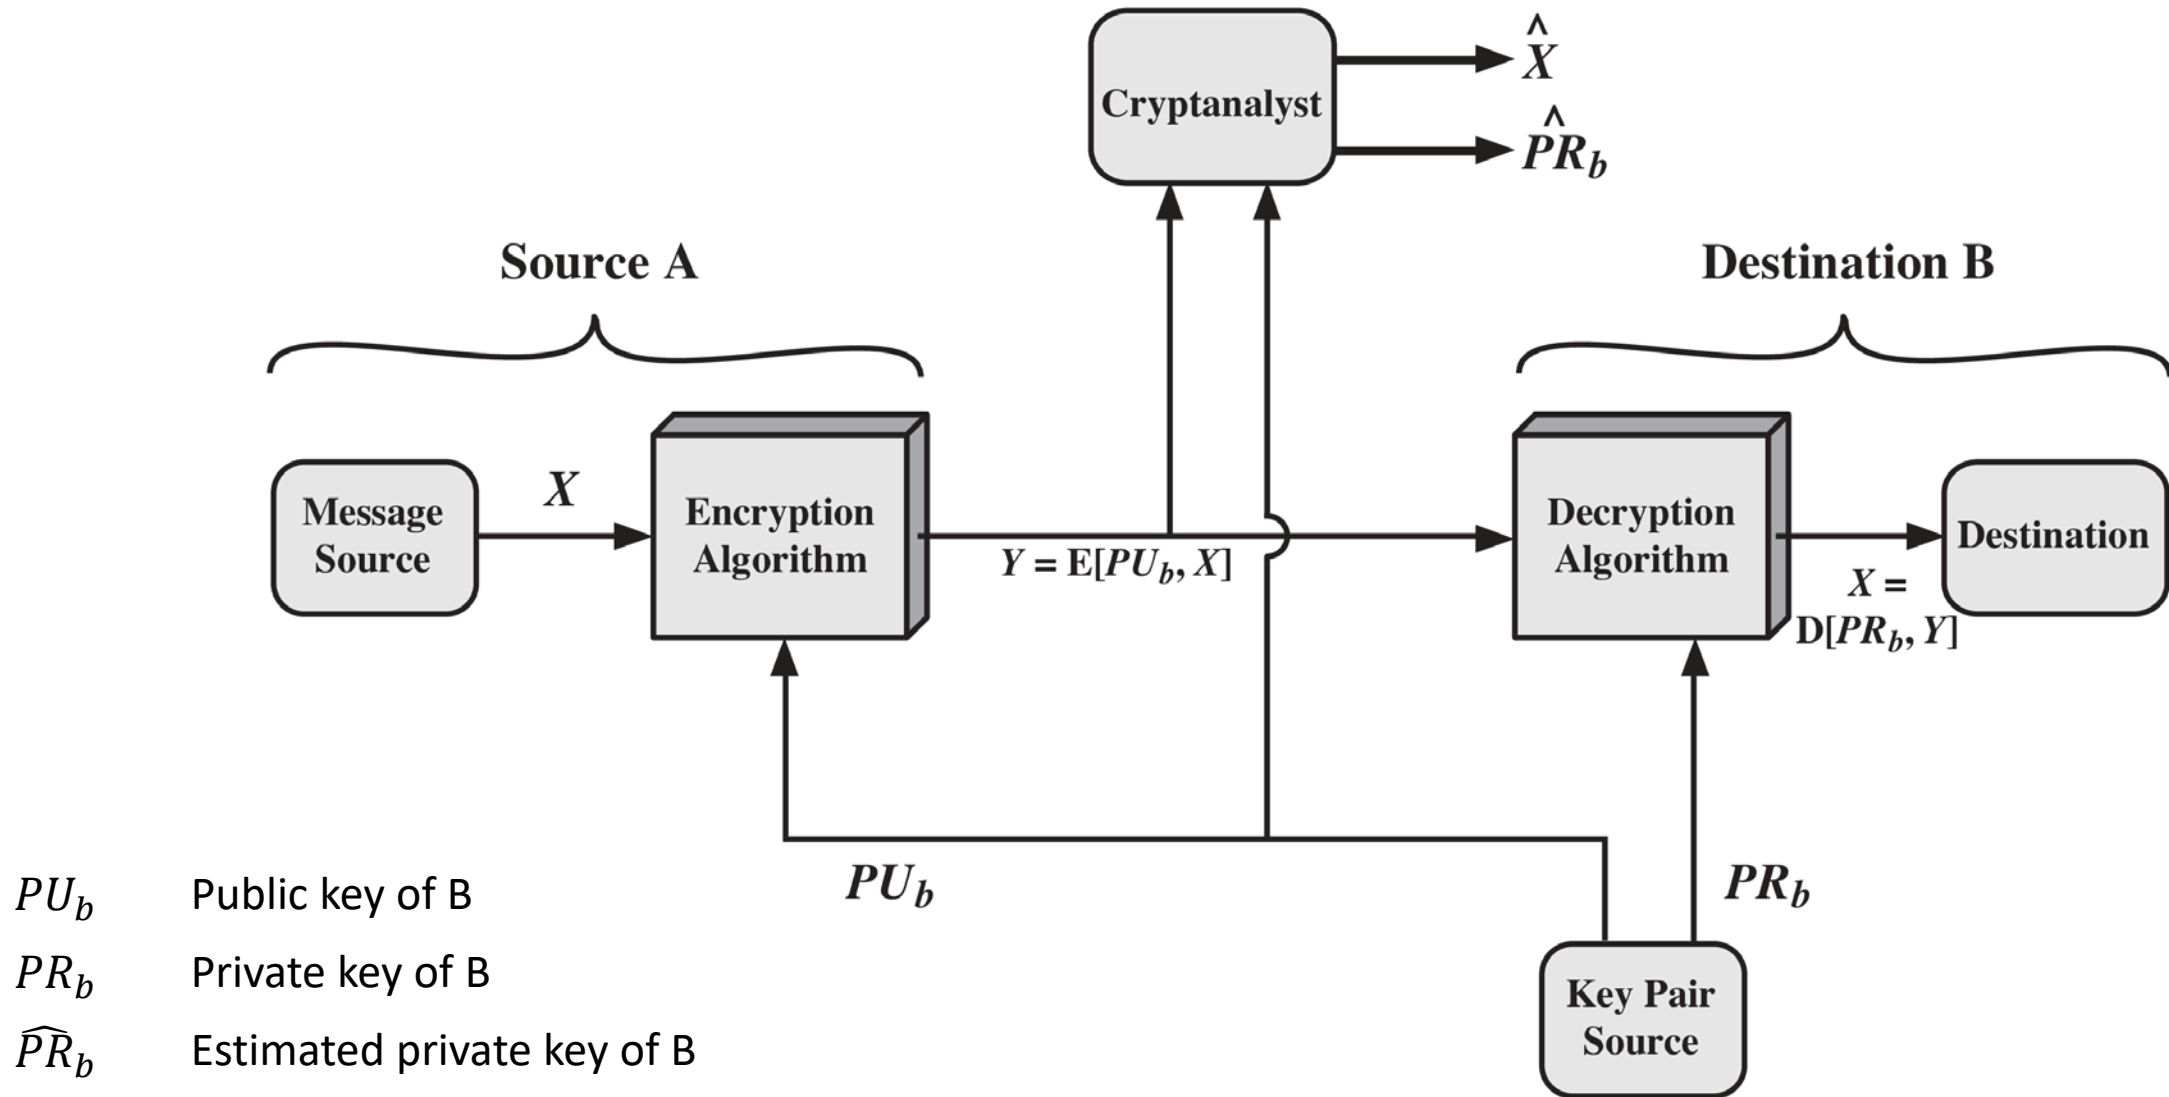 X̂
Cryptanalyst
P̂R_b
Source A
Destination B
X
Message
Source
Encryption
Algorithm
Y = E[PU_b, X]
Decryption
Algorithm
Destination
X =
D[PR_b, Y]
PU_b
PR_b
Key Pair
Source
PU_b Public key of B
PR_b Private key of B
P̂R_b Estimated private key of B